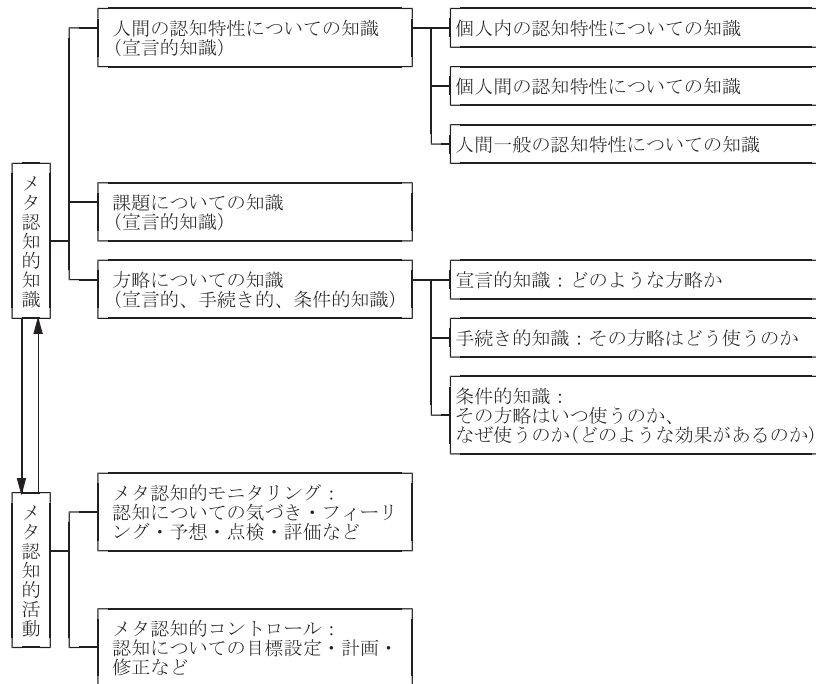 人間の認知特性についての知識
（宣言的知識）
個人内の認知特性についての知識
個人間の認知特性についての知識
人間一般の認知特性についての知識
メタ認知的知識
課題についての知識
（宣言的知識）
方略についての知識
（宣言的、手続き的、条件的知識）
宣言的知識：どのような方略か
手続き的知識：その方略はどう使うのか
条件的知識：
その方略はいつ使うのか、
なぜ使うのか（どのような効果があるのか）
メタ認知的活動
メタ認知的モニタリング：
認知についての気づき・フィーリ
ング・予想・点検・評価など
メタ認知的コントロール：
認知についての目標設定・計画・
修正など